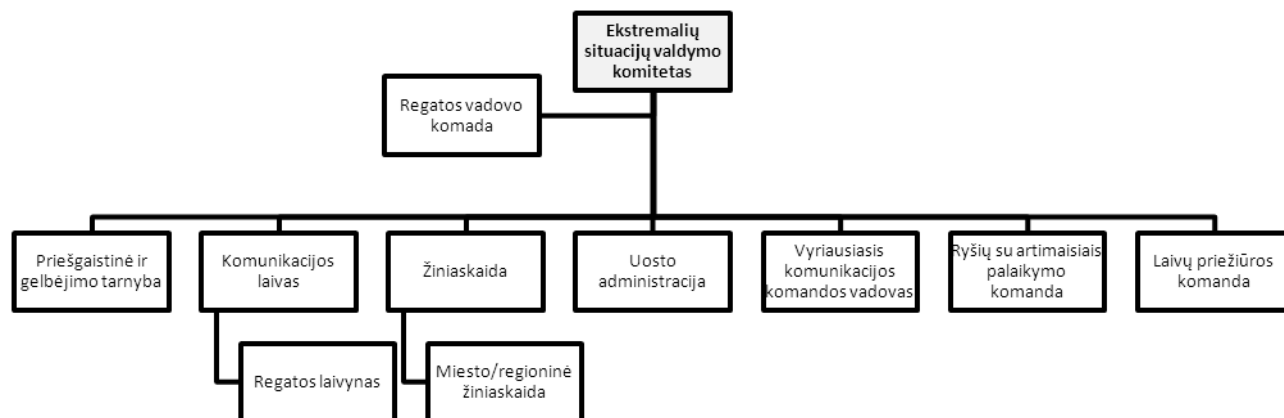 Ekstremalių
situacijų valdymo
komitetas
Regatos vadovo
komada
Priešgaistinė ir
gelbėjimo tarnyba
Komunikacijos
laivas
Žiniaskaida
Uosto
administracija
Vyriausiasis
komunikacijos
komandos vadovas
Ryšių su artimaisiais
palaikymo
komanda
Laivų priežiūros
komanda
Regatos laivynas
Miesto/regioninė
žiniaskaida